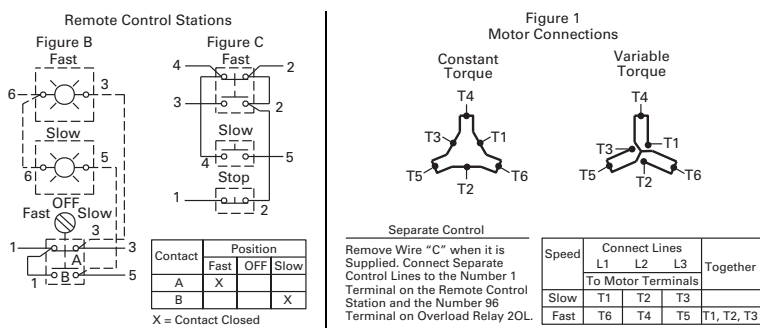 Remote Control Stations
Figure B
Fast
6
3
Slow
6
5
OFF
Fast Slow
3
1
A
3
1
B
5
Figure C
Fast
4
2
3
2
Slow
4
5
Stop
1
2
Contact Position
Fast OFF Slow
A X
B X
X = Contact Closed
Figure 1
Motor Connections
Constant Torque
T4
T3 T1
T5 T2 T6
Variable Torque
T4
T3 T1
T5 T2 T6
Separate Control
Remove Wire “C” when it is
Supplied. Connect Separate
Control Lines to the Number 1
Terminal on the Remote Control
Station and the Number 96
Terminal on Overload Relay 2OL.
Speed Connect Lines Together
L1 L2 L3
To Motor Terminals
Slow T1 T2 T3
Fast T6 T4 T5 T1, T2, T3